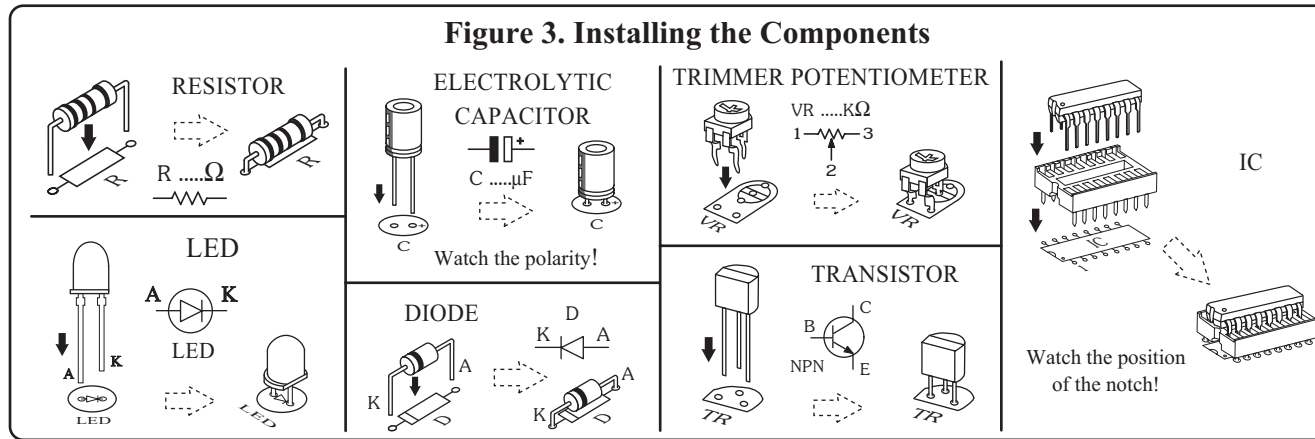 Figure 3. Installing the Components
RESISTOR
R
R .....Ω
R
LED
A K
LED
A
K
LED
LED
ELECTROLYTIC
CAPACITOR
+
C .....μF
+
C
+
C
Watch the polarity!
DIODE
D
K A
A
K
D
A
K
D
TRIMMER POTENTIOMETER
VR .....KΩ
1 3
2
VR
VR
TRANSISTOR
C
B
NPN E
TR
TR
IC
IC
1
Watch the position
of the notch!